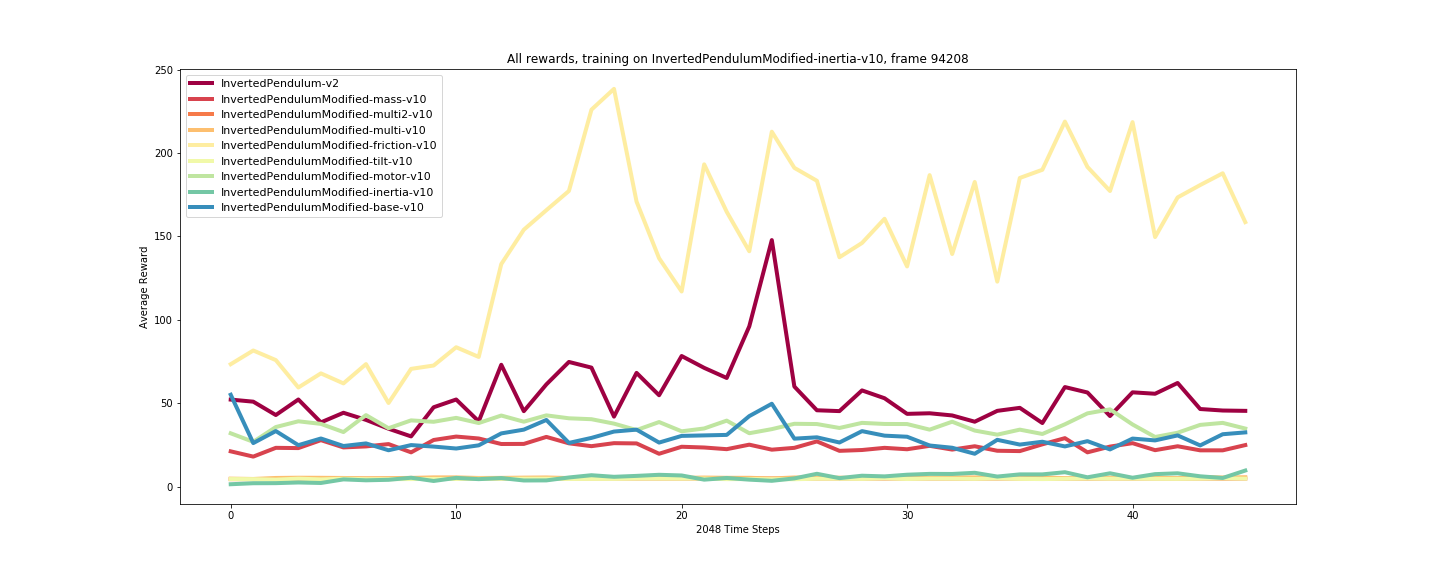 All rewards, training on InvertedPendulumModified-inertia-v10, frame 94208
250
200
150
100
50
0
Average Reward
InvertedPendulum-v2
InvertedPendulumModified-mass-v10
InvertedPendulumModified-multi2-v10
InvertedPendulumModified-multi-v10
InvertedPendulumModified-friction-v10
InvertedPendulumModified-tilt-v10
InvertedPendulumModified-motor-v10
InvertedPendulumModified-inertia-v10
InvertedPendulumModified-base-v10
0 10 20 30 40
2048 Time Steps